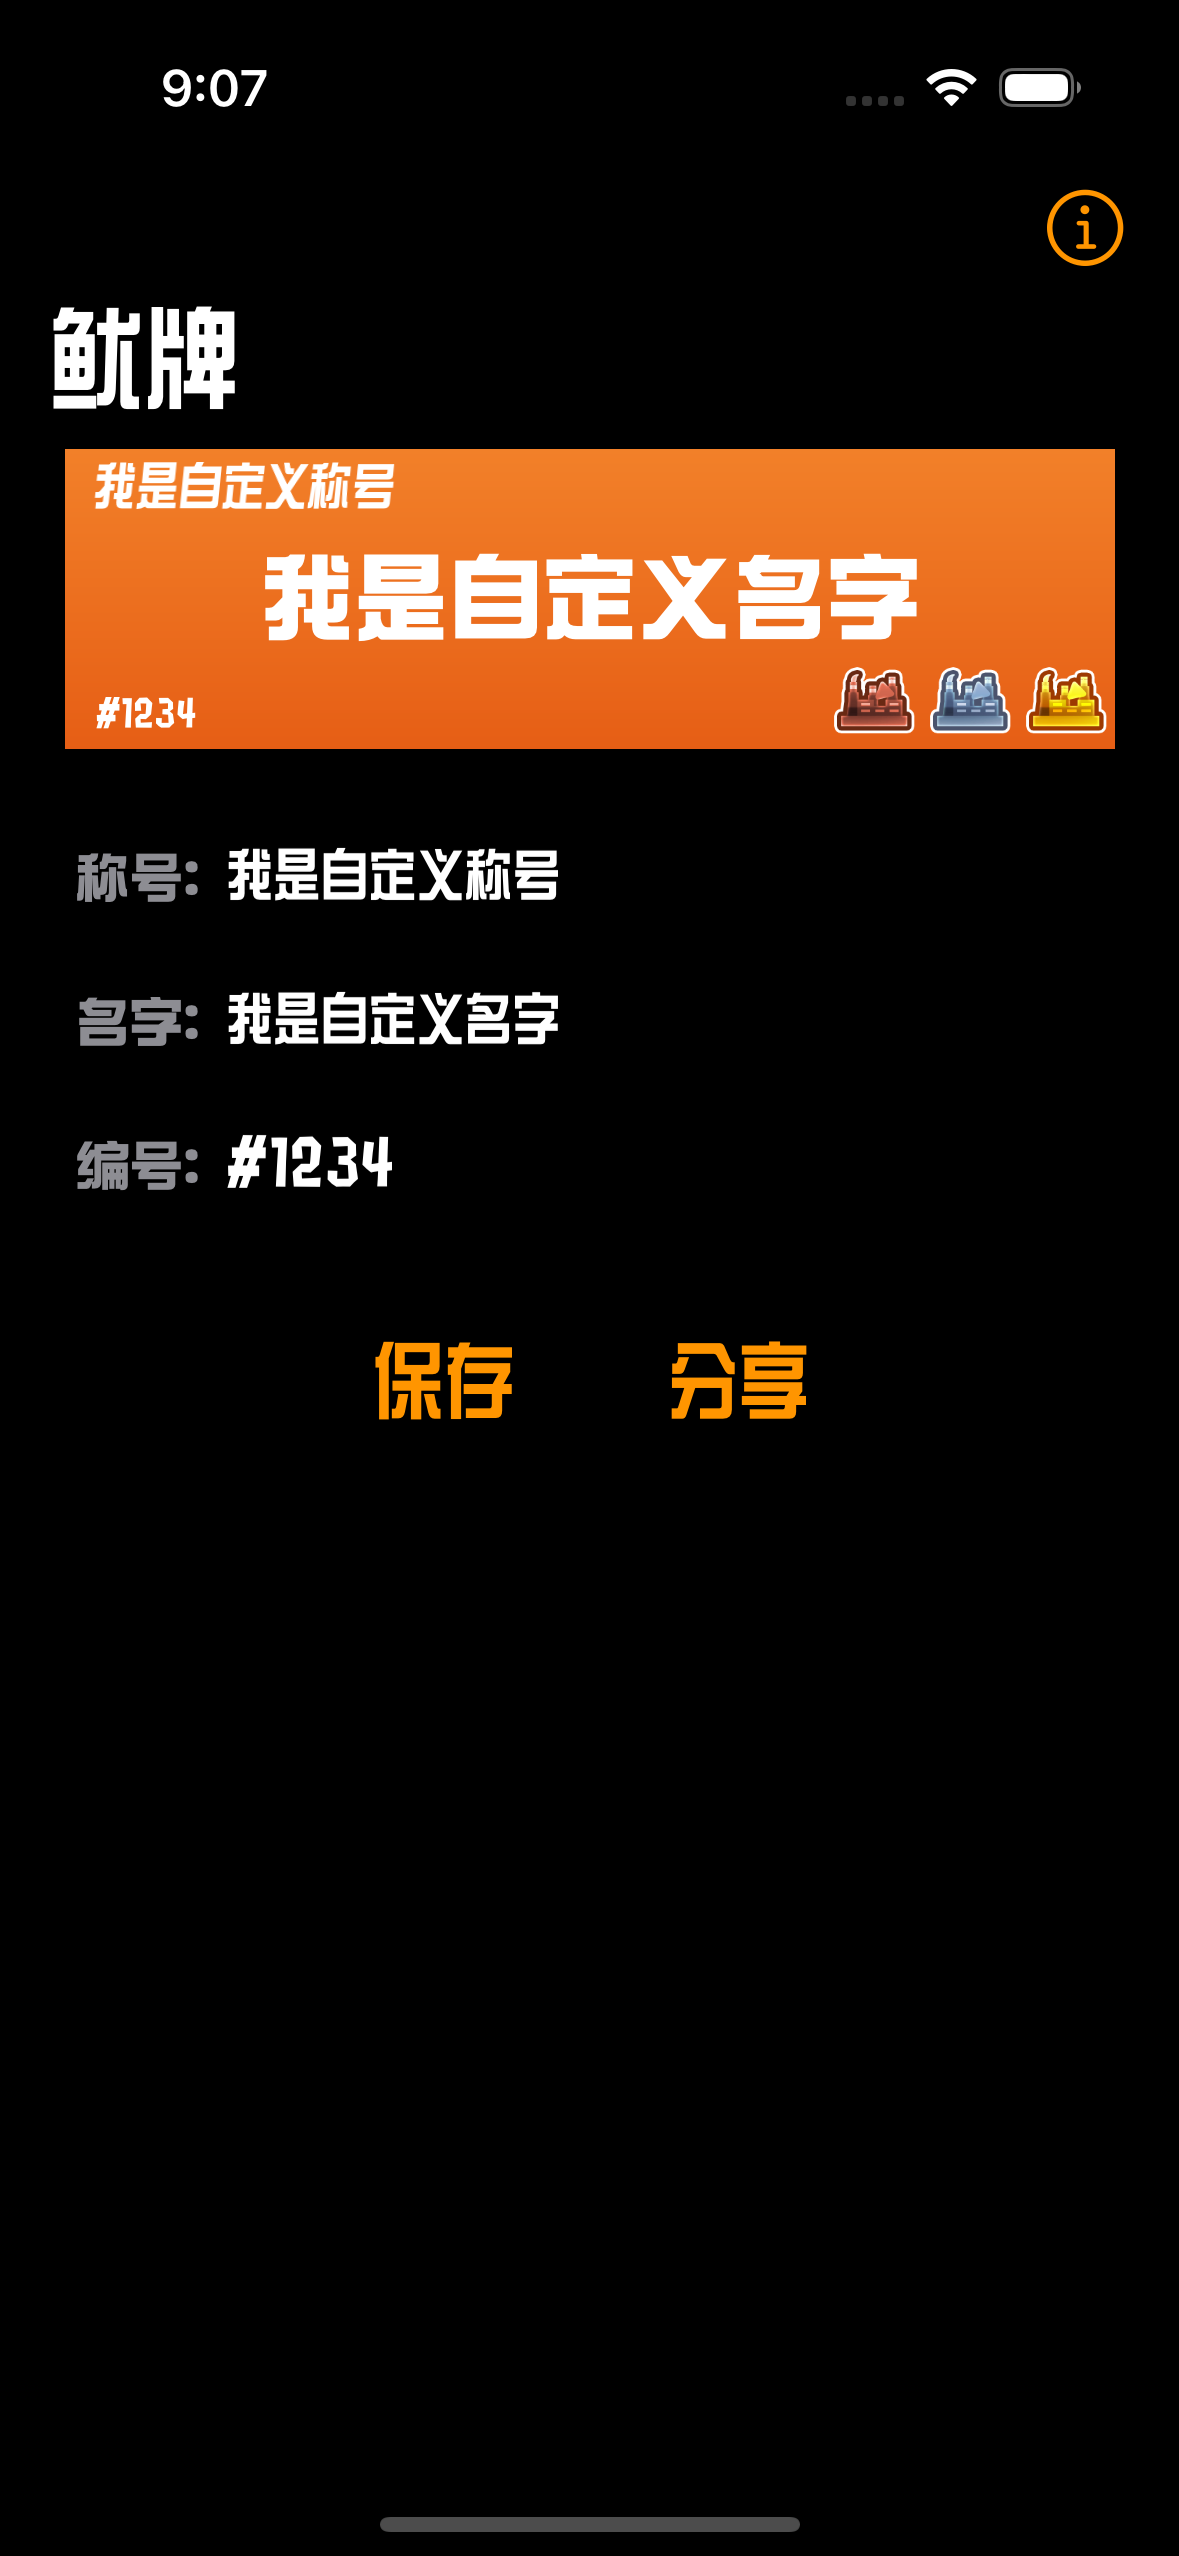 9:07
鱿牌
我是自定义称号
我是自定义名字
#1234
称号: 我是自定义称号
名字: 我是自定义名字
编号: #1234
保存 分享